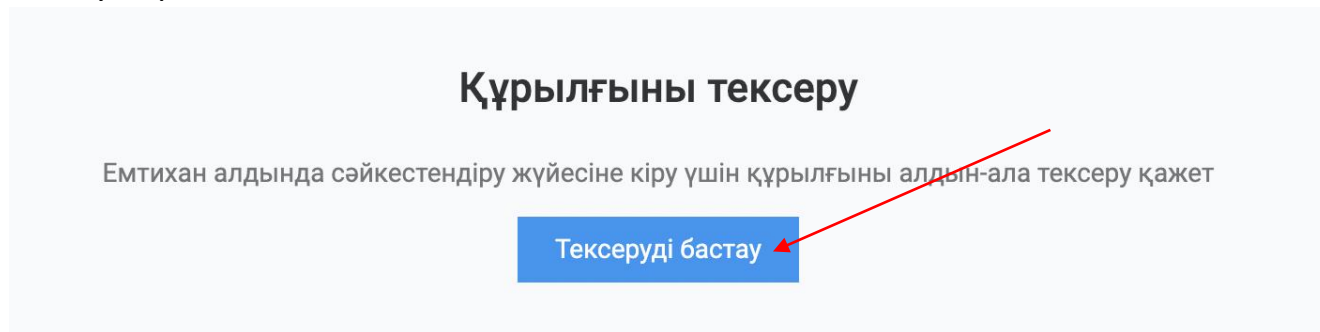 Құрылғыны тексеру
Емтихан алдында сәйкестендіру жүйесіне кіру үшін құрылғыны алдын-ала тексеру қажет
Тексеруді бастау